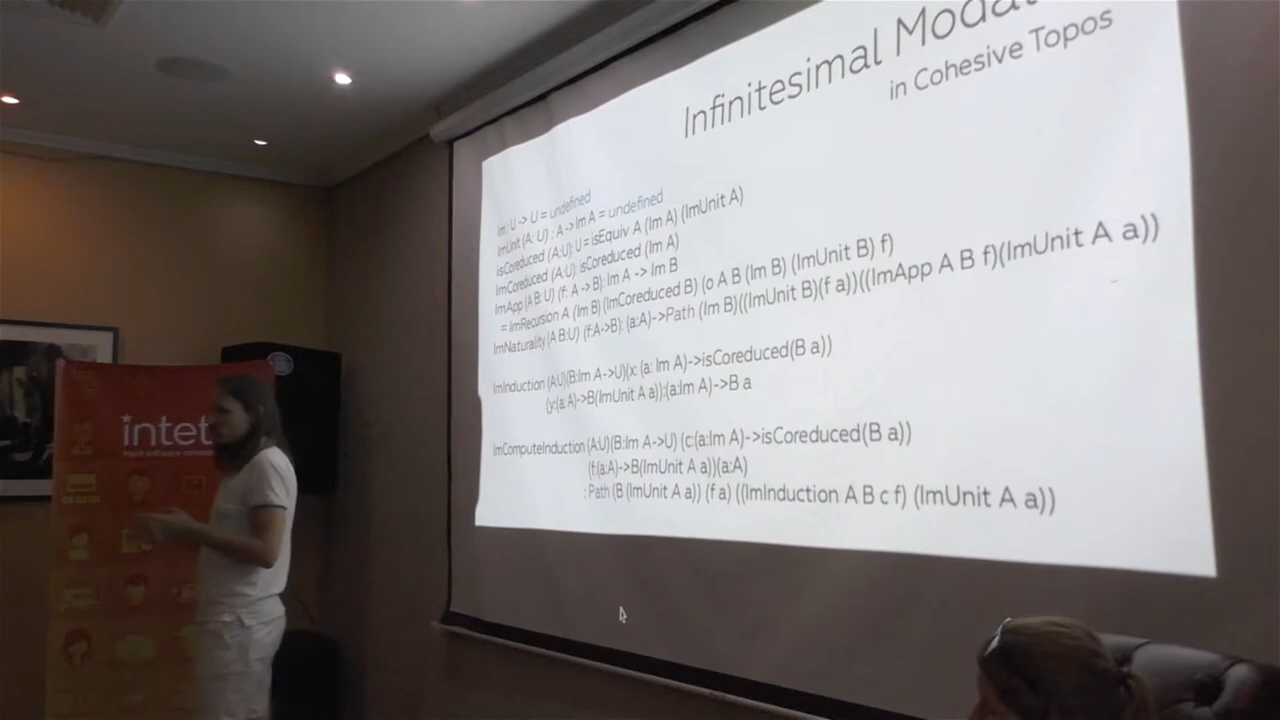 Infinitesimal
in Cohesive Topos
Im : U -> U = undefined
ImUnit (A: U) : A -> Im A = undefined
isCoreduced (A:U): U = isEquiv A (Im A) (ImUnit A)
ImCoreduced (A:U): isCoreduced (Im A)
ImApp (A B: U) (f: A -> B): Im A -> Im B
= ImRecursion A (Im B) (ImCoreduced B) (o A B (Im B) (ImUnit B) f)
ImNaturality (A B:U) (f:A->B): (a:A)->Path (Im B)((ImUnit B)(f a))((ImApp A B f)(ImUnit A a))
ImInduction (A:U)(B:Im A->U)(x: (a: Im A)->isCoreduced(B a))
(y:(a: A)->B(ImUnit A a)):(a:Im A)->B a
ImComputeInduction (A:U)(B:Im A->U) (c:(a:Im A)->isCoreduced(B a))
(f:(a:A)->B(ImUnit A a))(a:A)
: Path (B (ImUnit A a)) (f a) ((ImInduction A B c f) (ImUnit A a))
intet